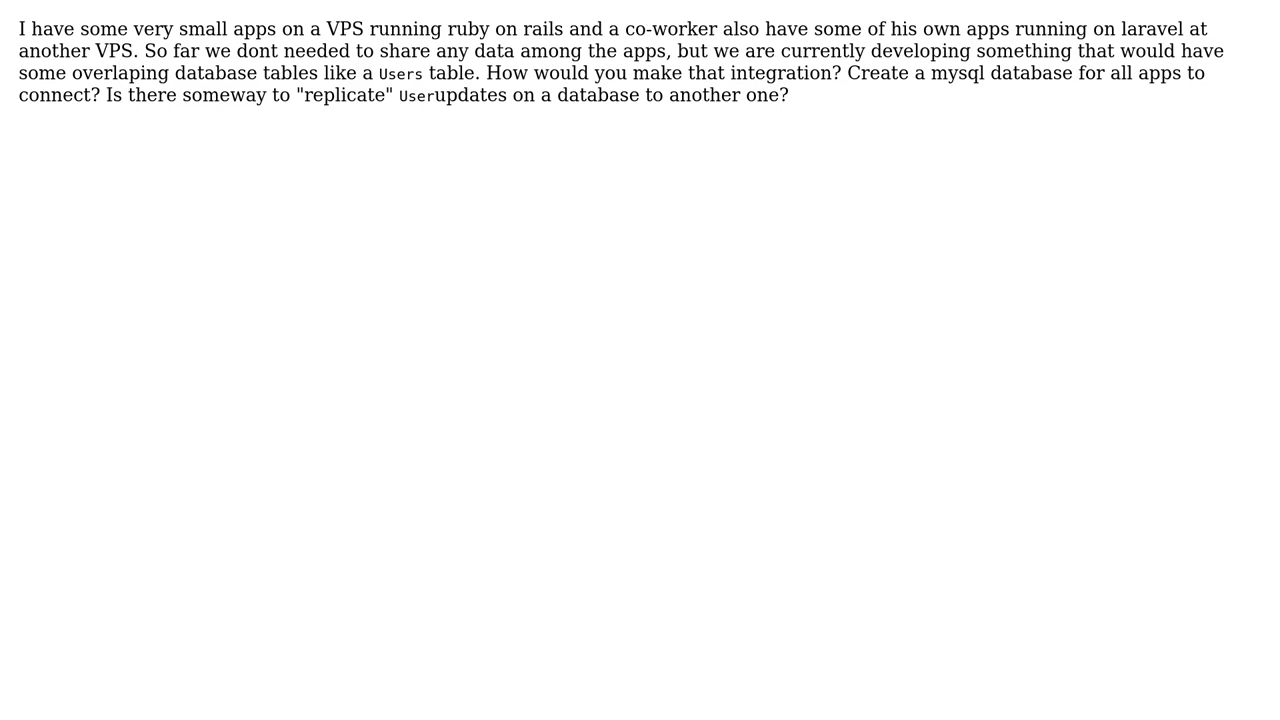 I have some very small apps on a VPS running ruby on rails and a co-worker also have some of his own apps running on laravel at
another VPS. So far we dont needed to share any data among the apps, but we are currently developing something that would have
some overlaping database tables like a Users table. How would you make that integration? Create a mysql database for all apps to
connect? Is there someway to "replicate" Userupdates on a database to another one?